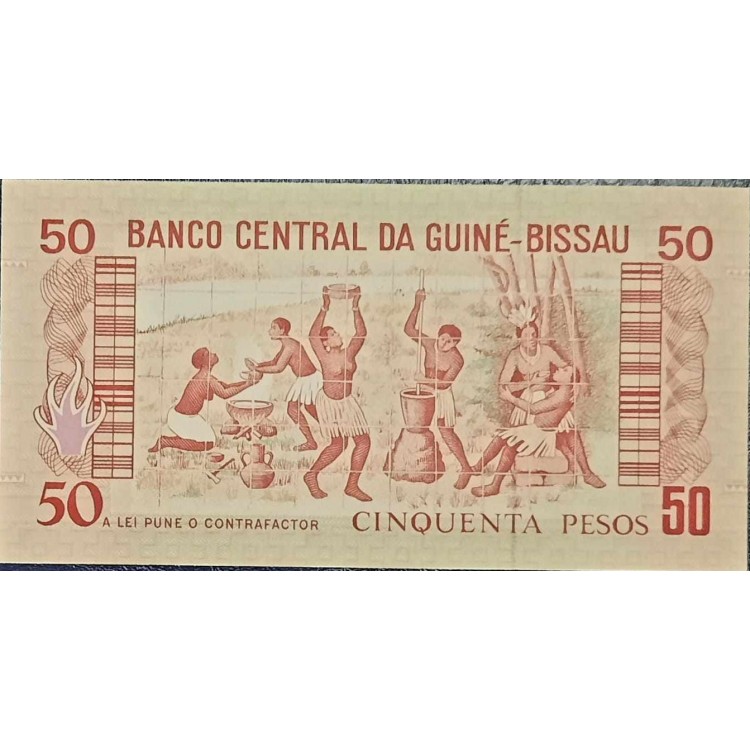 50 BANCO CENTRAL DA GUINÉ-BISSAU 50
50 A LEI PUNE O CONTRAFACTOR CINQUENTA PESOS 50